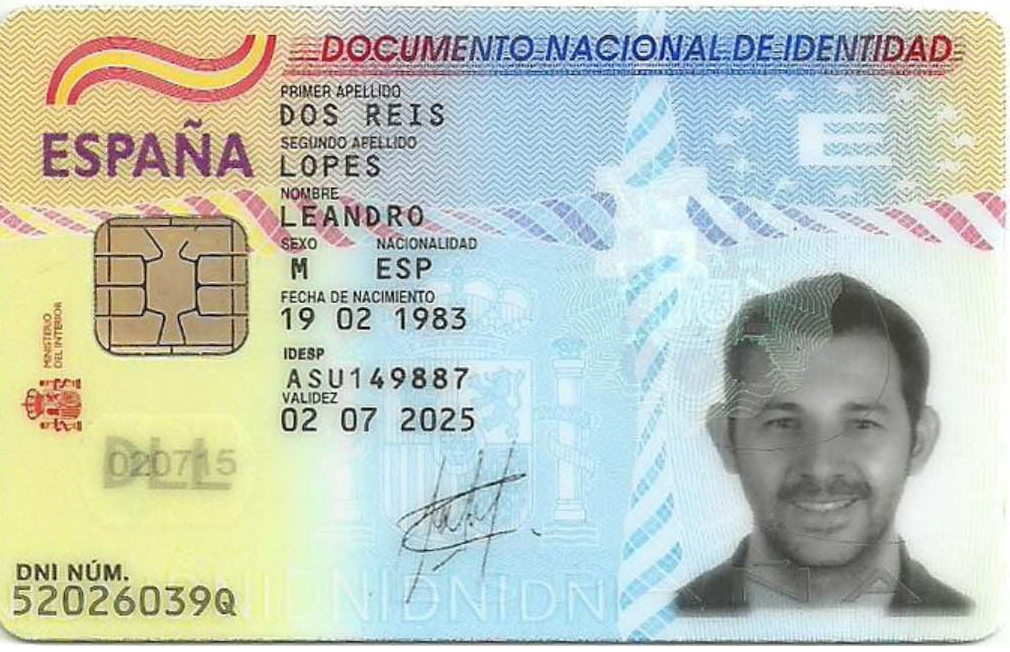 DOCUMENTO NACIONAL DE IDENTIDAD
ESPAÑA
PRIMER APELLIDO
DOS REIS
SEGUNDO APELLIDO
LOPES
NOMBRE
LEANDRO
SEXO NACIONALIDAD
M ESP
FECHA DE NACIMIENTO
19 02 1983
IDESP
ASU149887
VALIDEZ
02 07 2025
MINISTERIO
DEL INTERIOR
DLL
020715
DNI NÚM.
52026039Q
DNIDNIDNIDNI